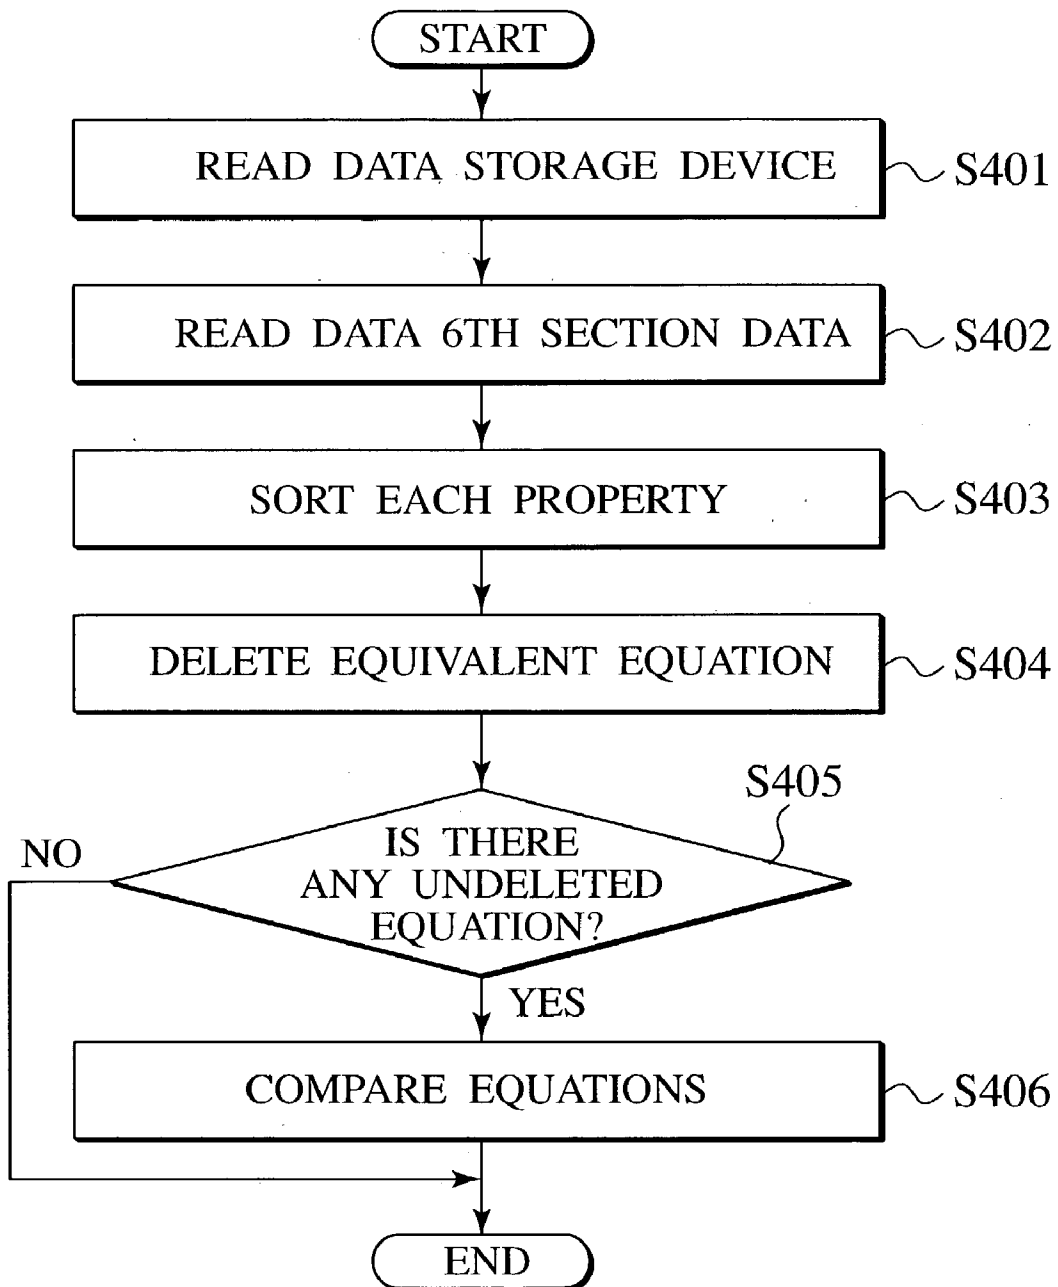 START
READ DATA STORAGE DEVICE
S401
READ DATA 6TH SECTION DATA
S402
SORT EACH PROPERTY
S403
DELETE EQUIVALENT EQUATION
S404
S405
NO
IS THERE
ANY UNDELETED
EQUATION?
YES
COMPARE EQUATIONS
S406
END